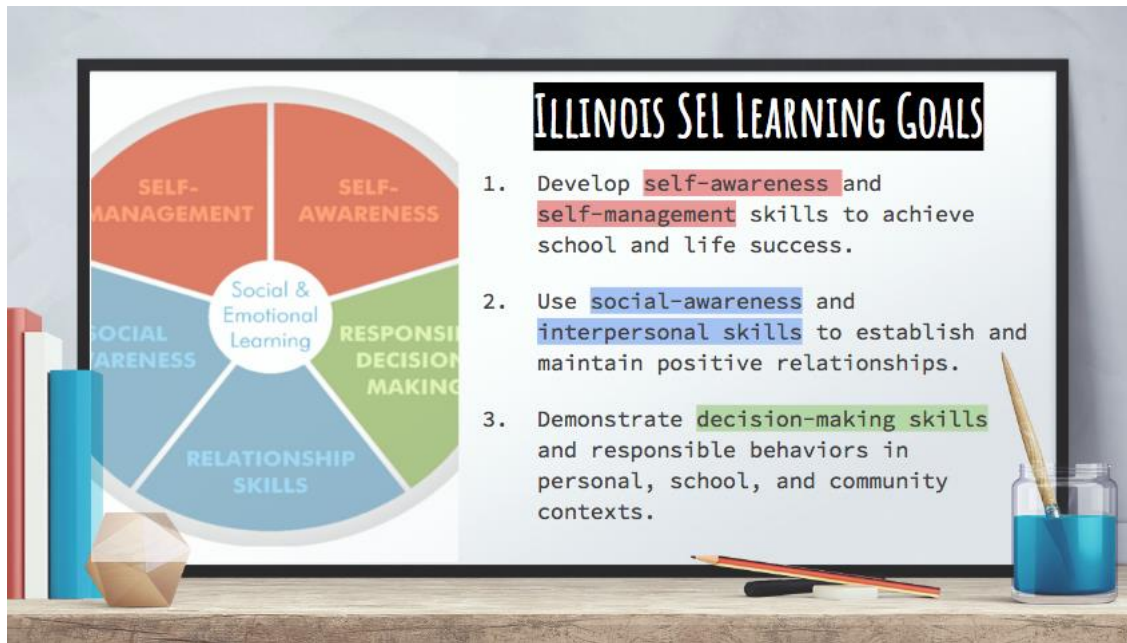 ILLINOIS SEL LEARNING GOALS
SELF-
MANAGEMENT
SELF-
AWARENESS
Social &
Emotional
Learning
SOCIAL
RESPONSI
DECISION
MAKING
RELATIONSHIP
SKILLS
1. Develop self-awareness and
self-management skills to achieve
school and life success.
2. Use social-awareness and
interpersonal skills to establish and
maintain positive relationships.
3. Demonstrate decision-making skills
and responsible behaviors in
personal, school, and community
contexts.